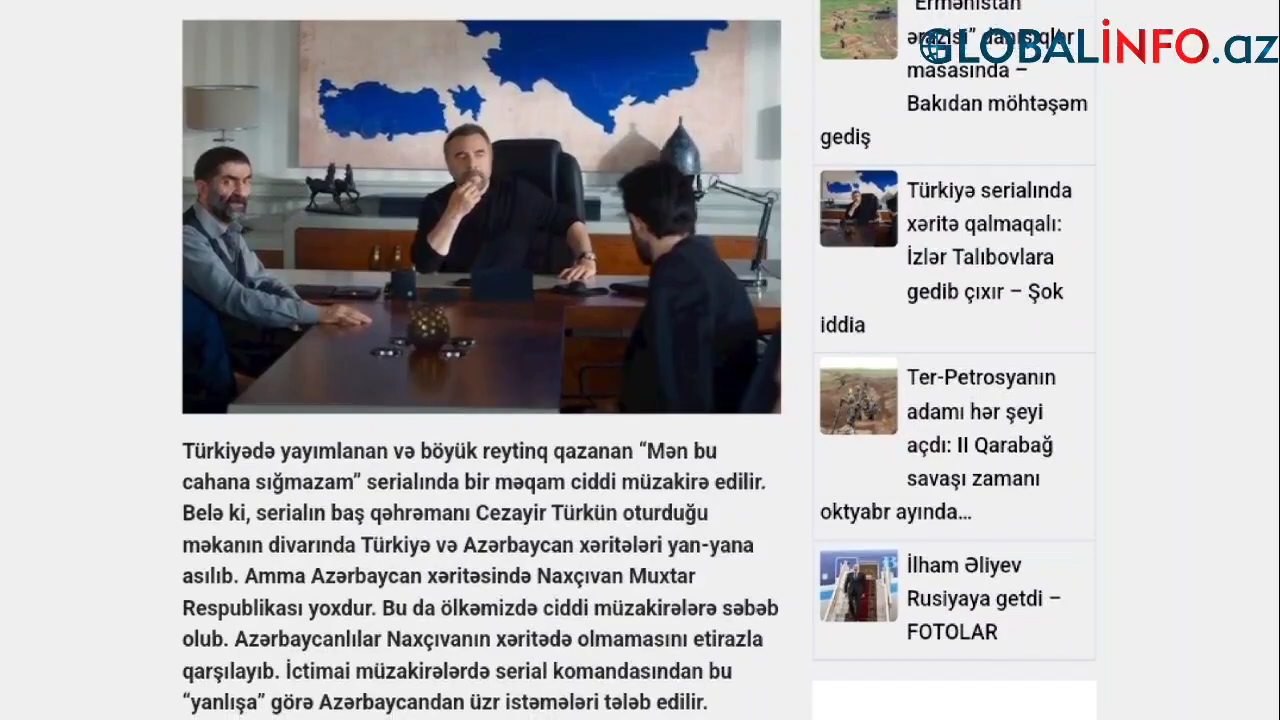 GLOBALİNFO.az
Türkiyədə yayımlanan və böyük reytinq qazanan “Mən bu
cahana sığmazam” serialında bir məqam ciddi müzakirə edilir.
Belə ki, serialın baş qəhrəmanı Cezayir Türkün oturduğu
məkanın divarında Türkiyə və Azərbaycan xəritələri yan-yana
asılıb. Amma Azərbaycan xəritəsində Naxçıvan Muxtar
Respublikası yoxdur. Bu da ölkəmizdə ciddi müzakirələrə səbəb
olub. Azərbaycanlılar Naxçıvanın xəritədə olmamasını etirazla
qarşılayıb. İctimai müzakirələrdə serial komandasından bu
“yanlışa” görə Azərbaycandan üzr istəmələri tələb edilir.
“Ermənistan
ərazisi” danışıqlar
masasında –
Bakıdan möhtəşəm
gediş
Türkiyə serialında
xəritə qalmaqalı:
İzlər Talıbovlara
gedib çıxır – Şok
iddia
Ter-Petrosyanın
adamı hər şeyi
açdı: II Qarabağ
savaşı zamanı
oktyabr ayında...
İlham Əliyev
Rusiyaya getdi –
FOTOLAR